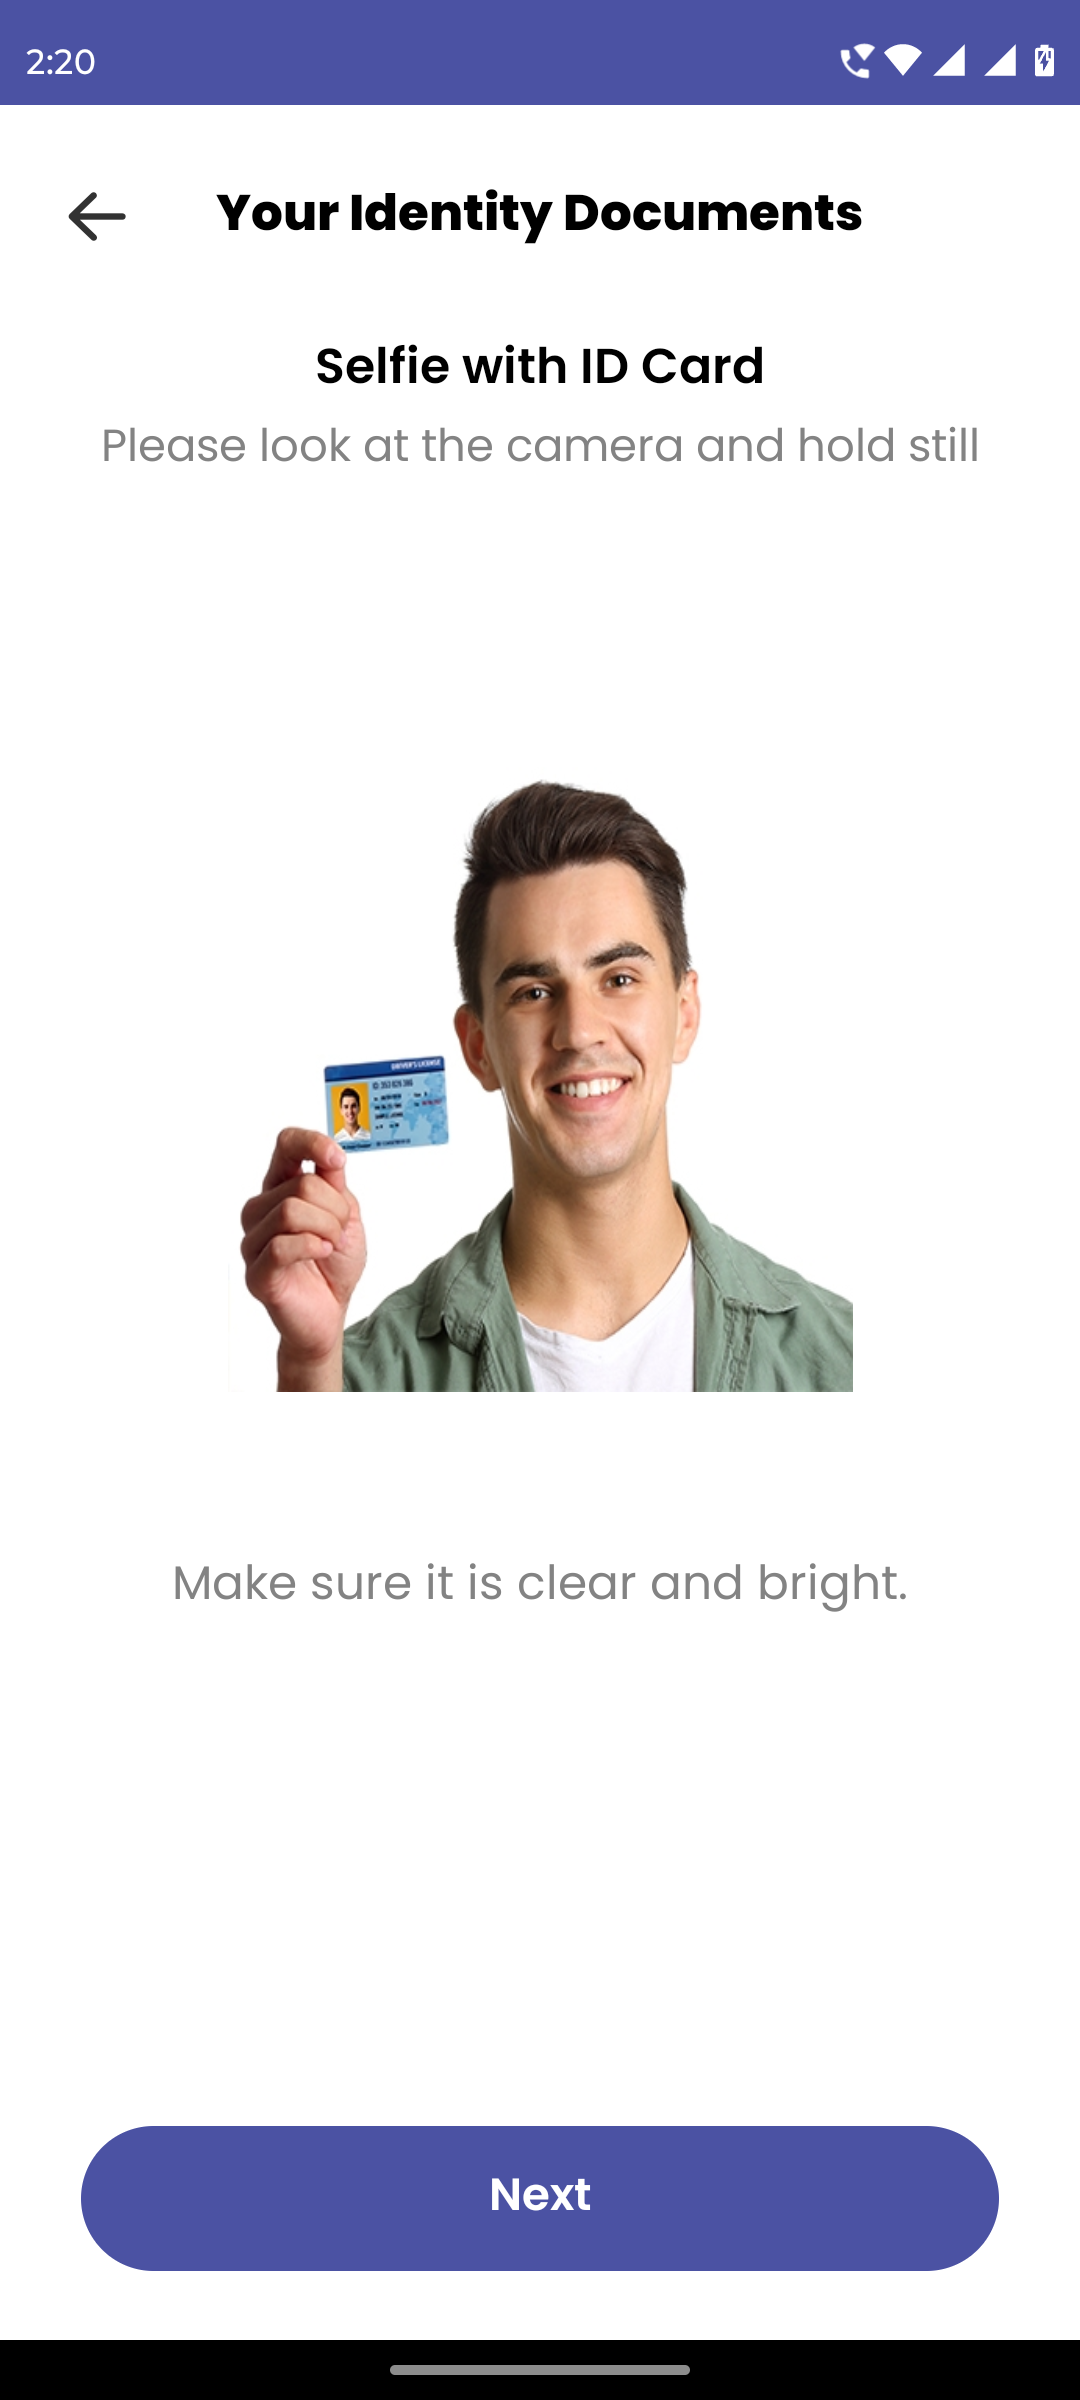 2:20
Your Identity Documents
Selfie with ID Card
Please look at the camera and hold still
DRIVER'S LICENSE
Make sure it is clear and bright.
Next